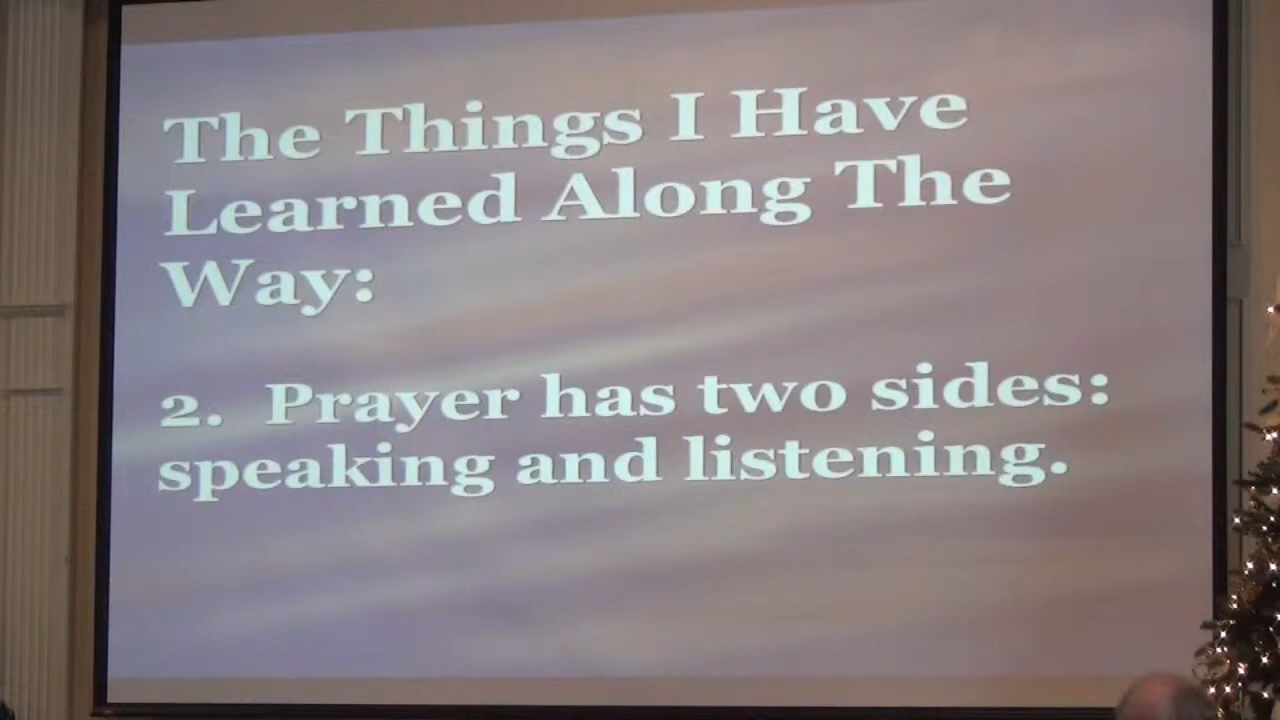 The Things I Have
Learned Along The
Way:
2. Prayer has two sides:
speaking and listening.